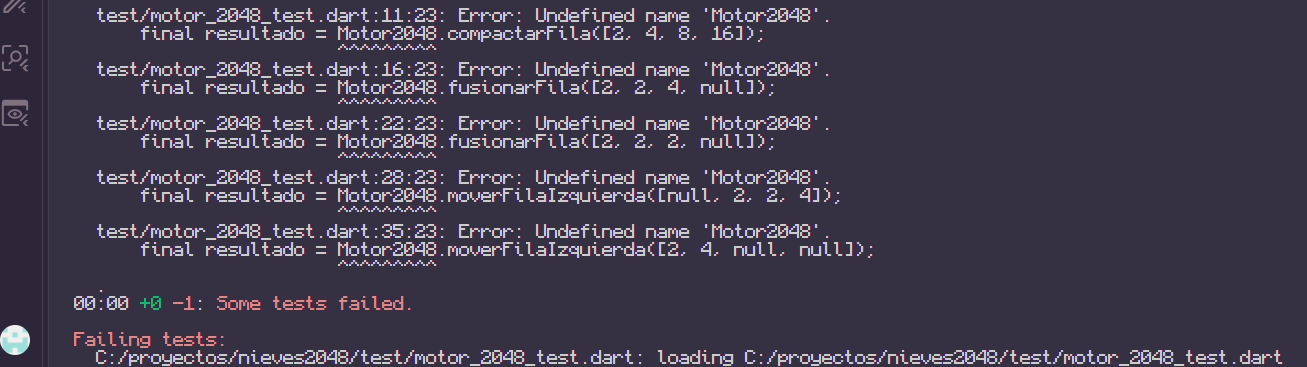 test/motor_2048_test.dart:11:23: Error: Undefined name 'Motor2048'.
final resultado = Motor2048.compactarFila([2, 4, 8, 16]);
^^^^^^^^^
test/motor_2048_test.dart:16:23: Error: Undefined name 'Motor2048'.
final resultado = Motor2048.fusionarFila([2, 2, 4, null]);
^^^^^^^^^
test/motor_2048_test.dart:22:23: Error: Undefined name 'Motor2048'.
final resultado = Motor2048.fusionarFila([2, 2, 2, null]);
^^^^^^^^^
test/motor_2048_test.dart:28:23: Error: Undefined name 'Motor2048'.
final resultado = Motor2048.moverFilaIzquierda([null, 2, 2, 4]);
^^^^^^^^^
test/motor_2048_test.dart:35:23: Error: Undefined name 'Motor2048'.
final resultado = Motor2048.moverFilaIzquierda([2, 4, null, null]);
^^^^^^^^^
.
00:00 +0 -1: Some tests failed.
Failing tests:
C:/proyectos/nieves2048/test/motor_2048_test.dart: loading C:/proyectos/nieves2048/test/motor_2048_test.dart